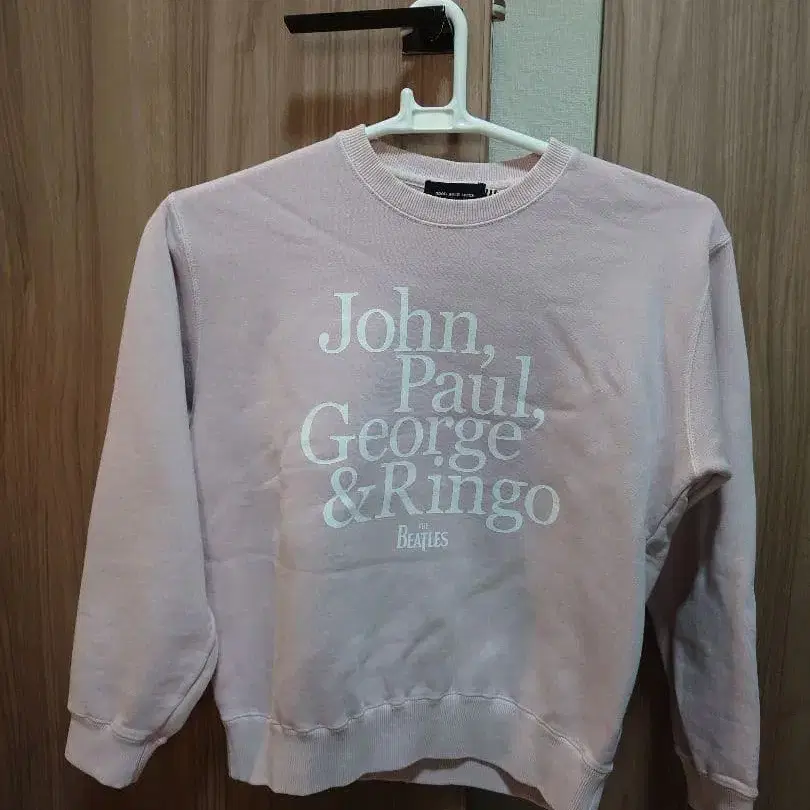 John,
Paul,
George
&Ringo
THE
BEATLES